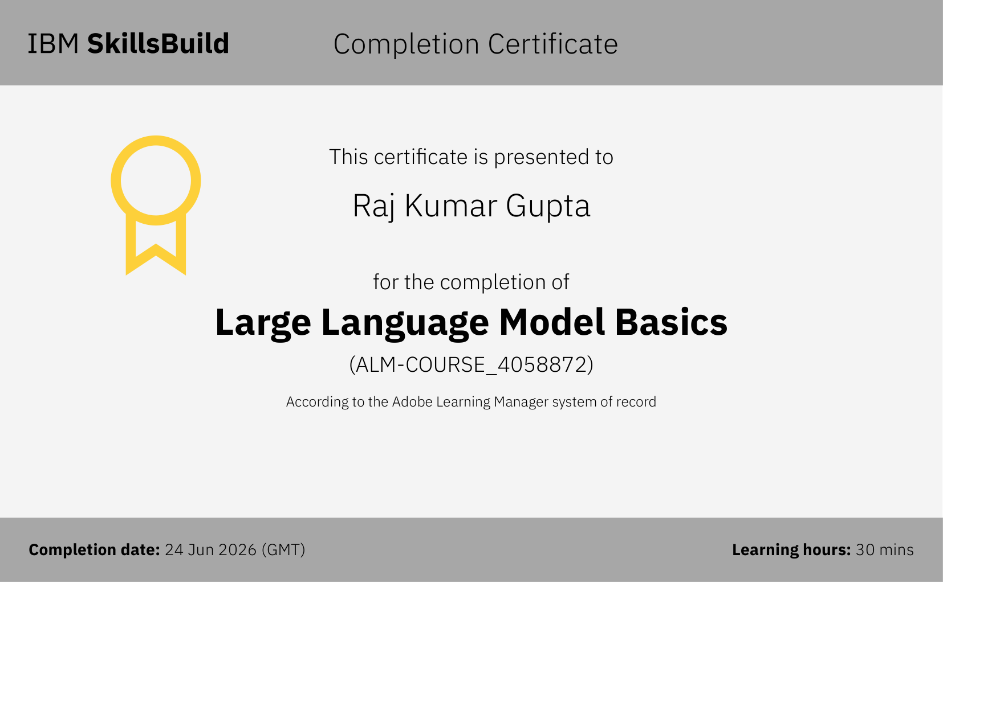 IBM SkillsBuild
Completion Certificate
This certificate is presented to
Raj Kumar Gupta
for the completion of
Large Language Model Basics
(ALM-COURSE_4058872)
According to the Adobe Learning Manager system of record
Completion date: 24 Jun 2026 (GMT)
Learning hours: 30 mins